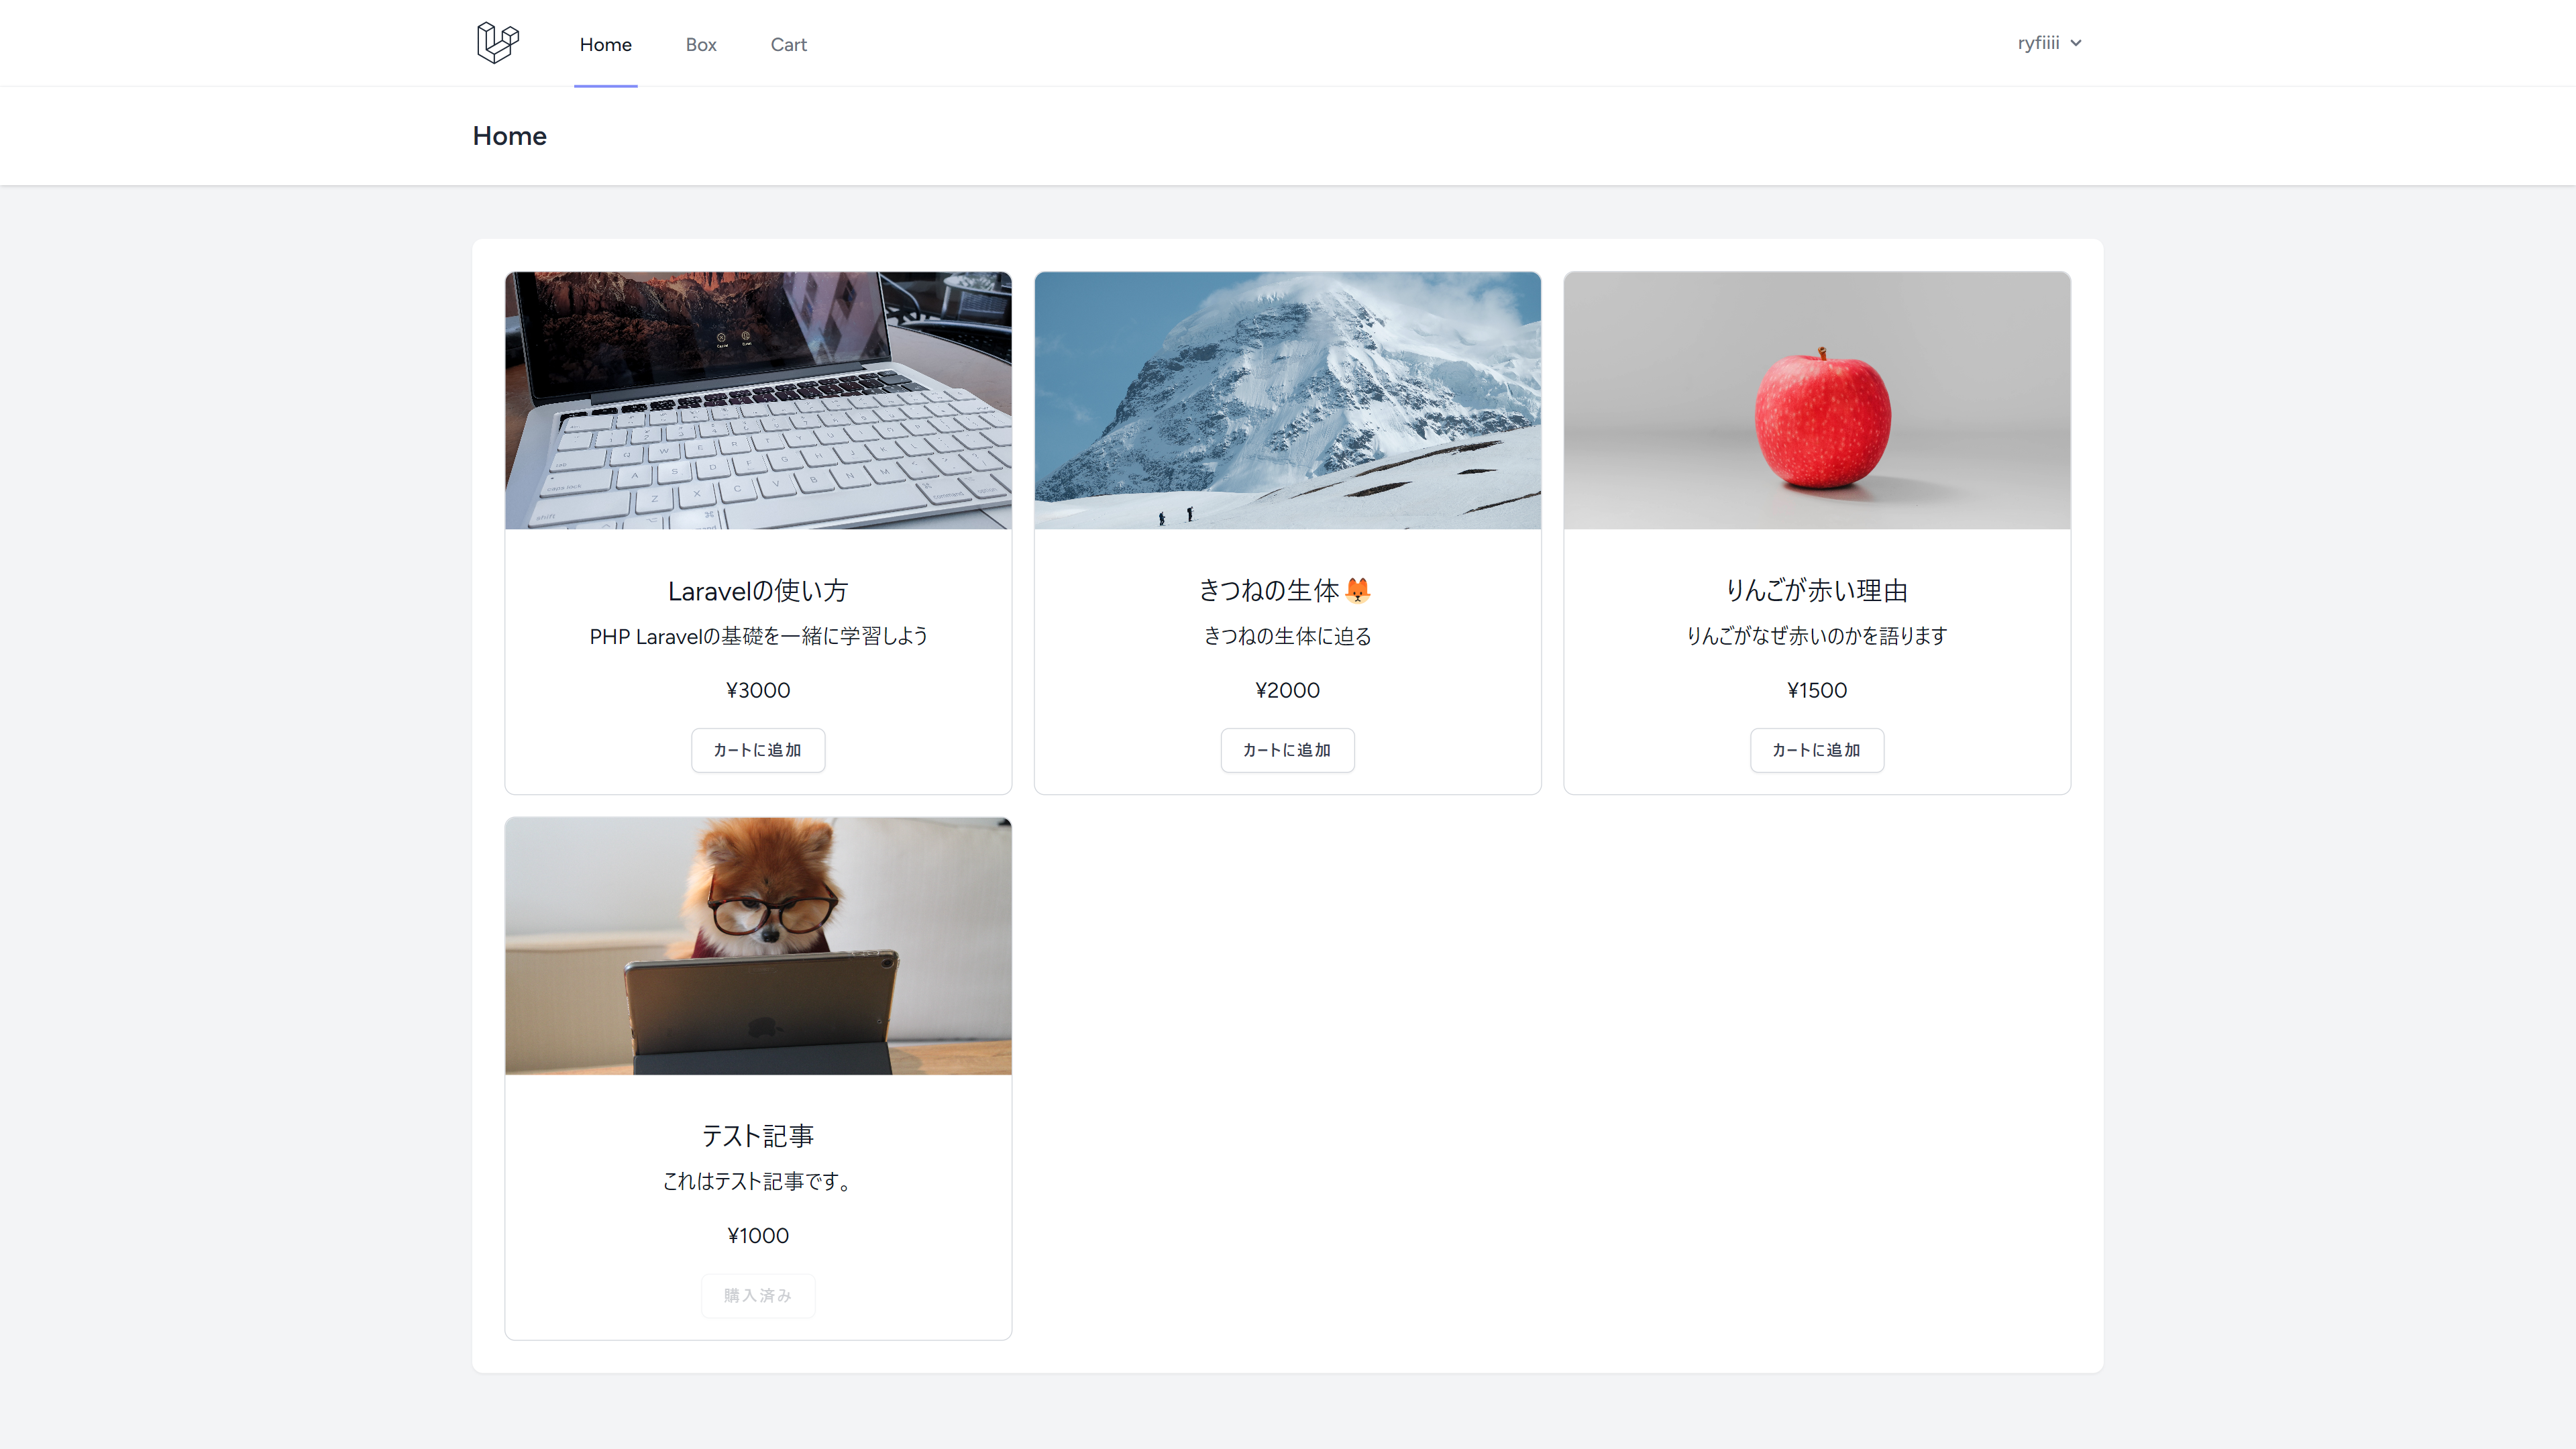 Home
Box
Cart
ryfiiii
Home
Laravelの使い方
PHP Laravelの基礎を一緒に学習しよう
¥3000
カートに追加
きつねの生体🦊
きつねの生体に迫る
¥2000
カートに追加
りんごが赤い理由
りんごがなぜ赤いのかを語ります
¥1500
カートに追加
テスト記事
これはテスト記事です。
¥1000
購入済み